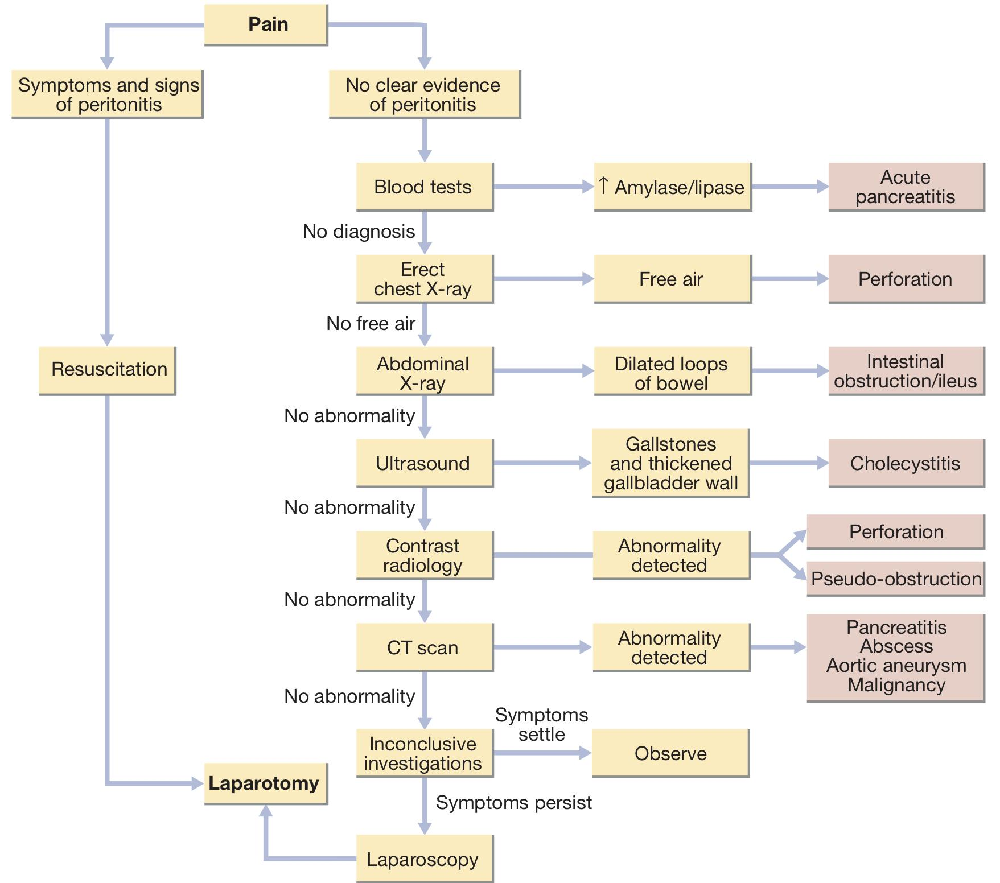 Pain
Symptoms and signs
of peritonitis
No clear evidence
of peritonitis
Blood tests
↑ Amylase/lipase
Acute
pancreatitis
No diagnosis
Erect
chest X-ray
Free air
Perforation
No free air
Resuscitation
Abdominal
X-ray
Dilated loops
of bowel
Intestinal
obstruction/ileus
No abnormality
Ultrasound
Gallstones
and thickened
gallbladder wall
Cholecystitis
No abnormality
Contrast
radiology
Abnormality
detected
Perforation
Pseudo-obstruction
No abnormality
CT scan
Abnormality
detected
Pancreatitis
Abscess
Aortic aneurysm
Malignancy
No abnormality
Inconclusive
investigations
Symptoms
settle
Observe
Laparotomy
Symptoms persist
Laparoscopy